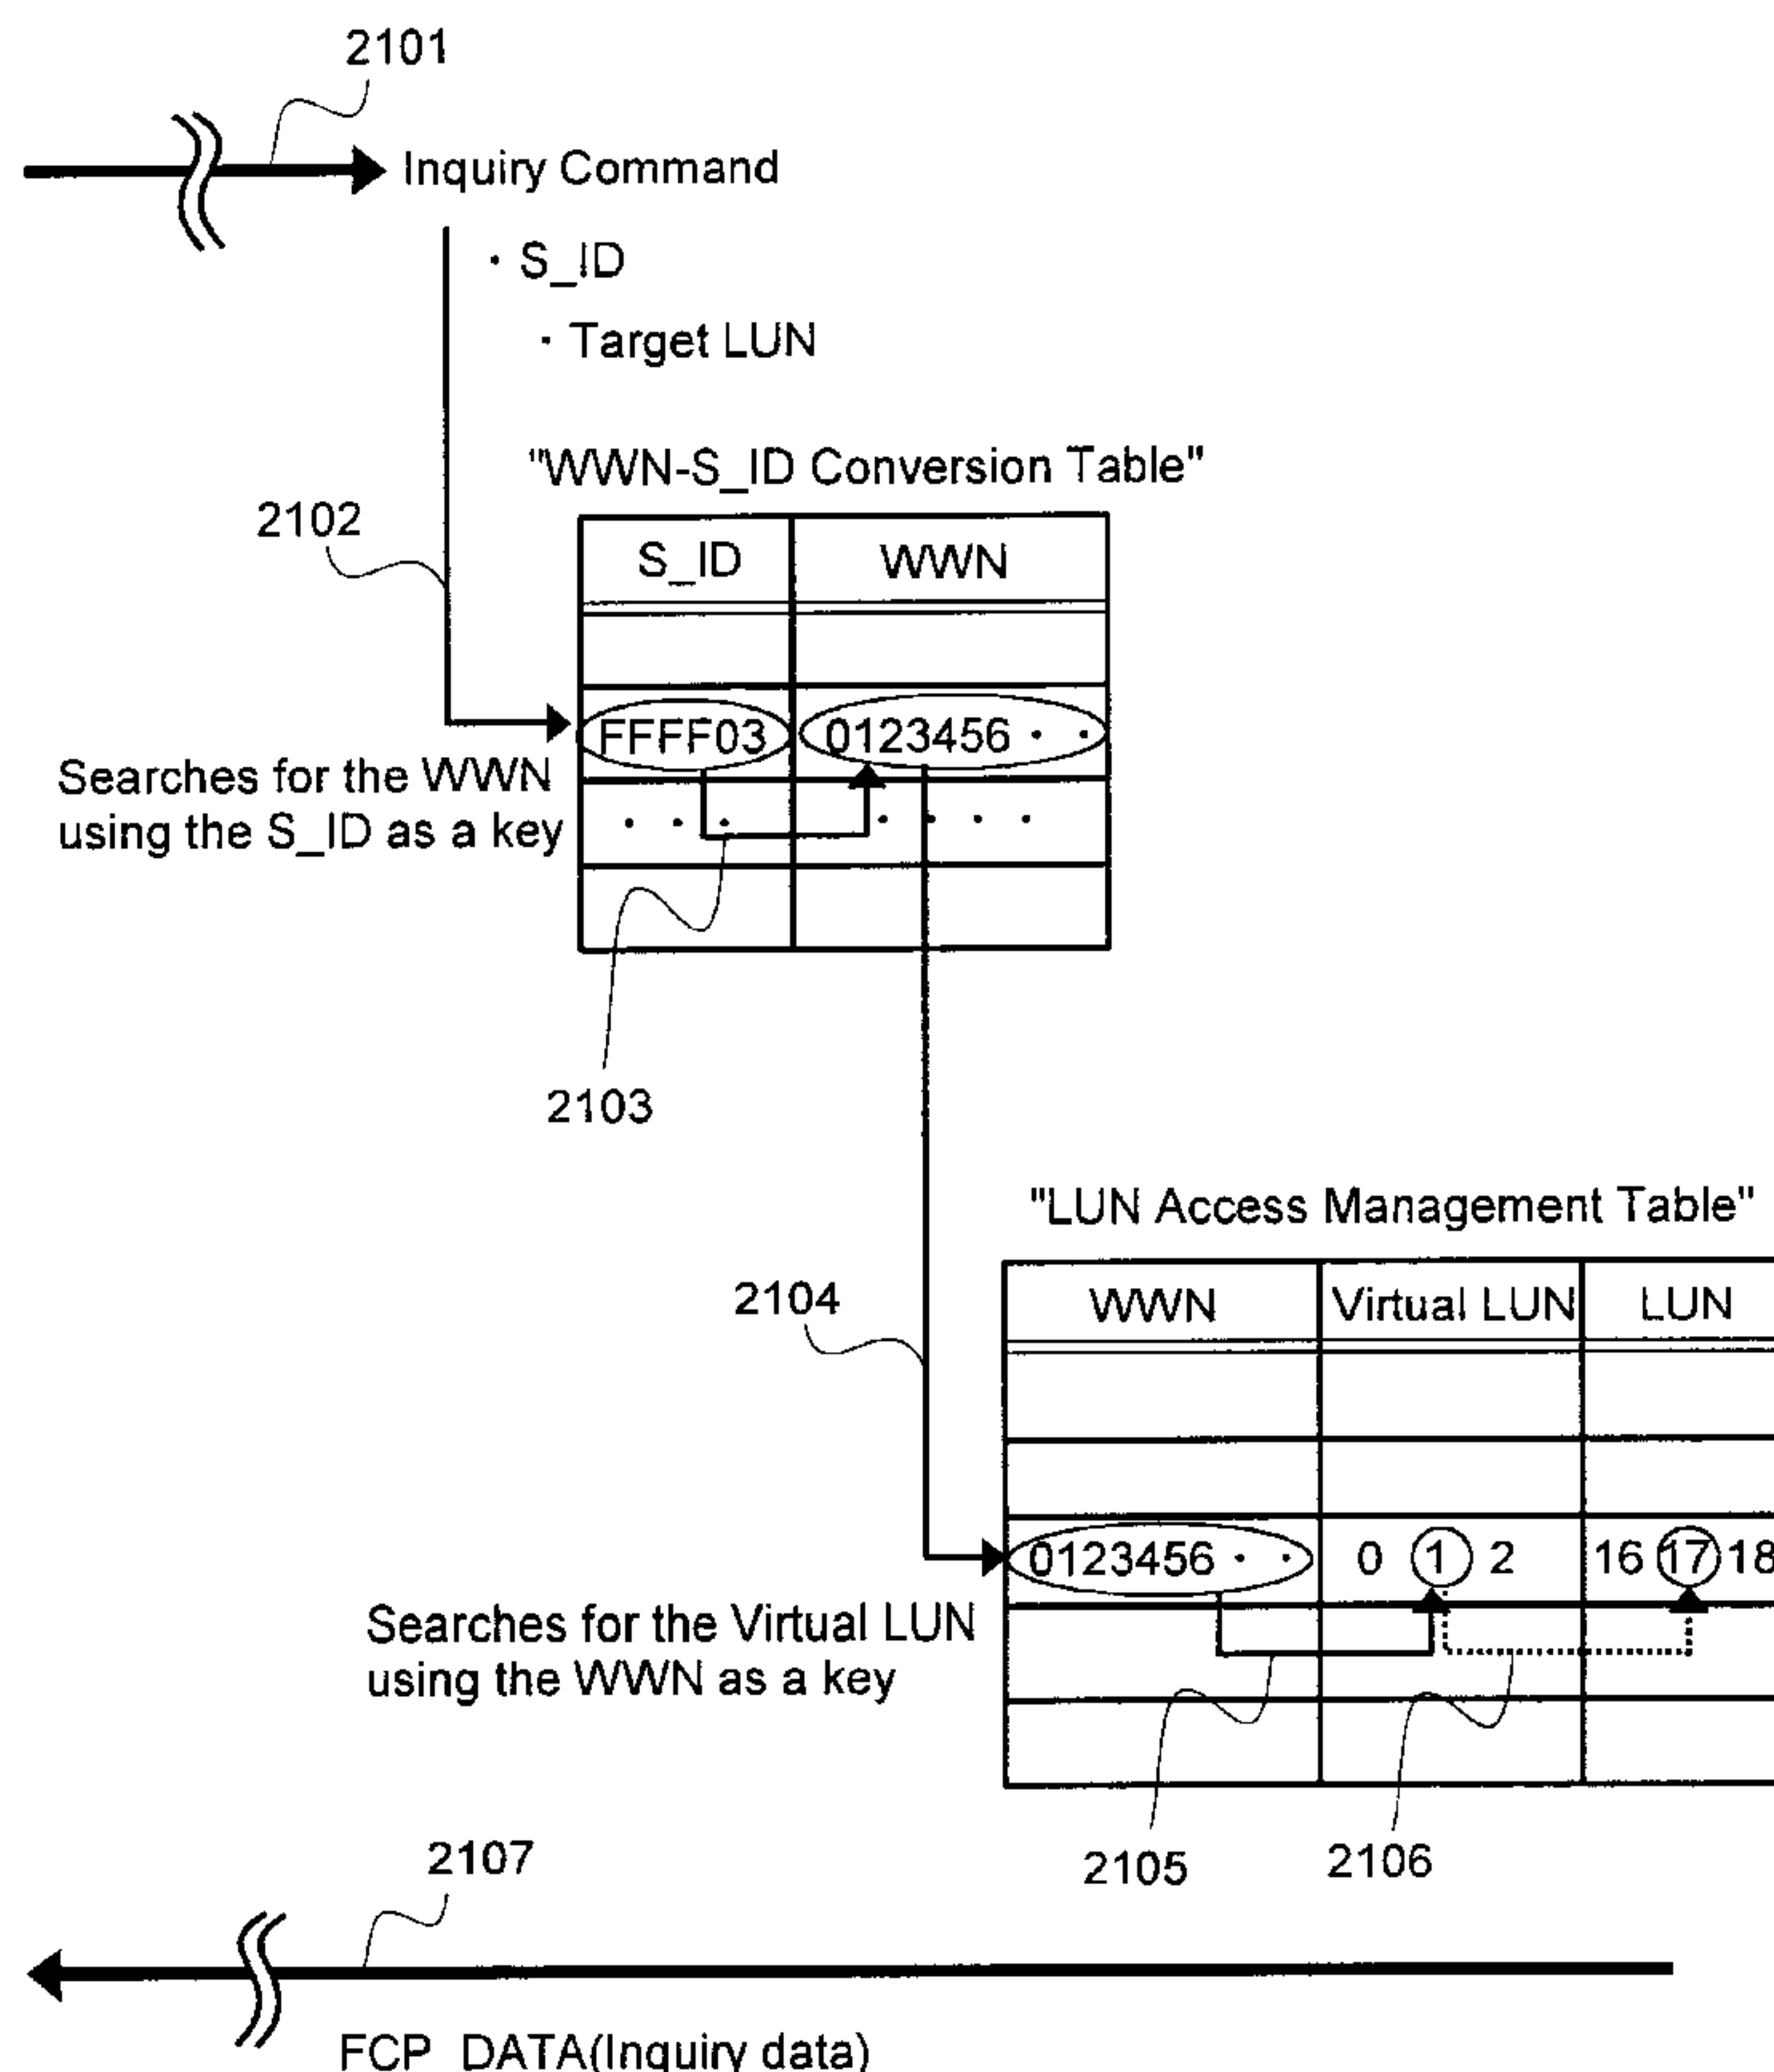 2101
Inquiry Command
· S_ID
· Target LUN
"WWN-S_ID Conversion Table"
2102
S_ID WWN
FFFF03 0123456 · ·
Searches for the WWN
using the S_ID as a key
· · · · · · ·
2103
"LUN Access Management Table"
2104
WWN Virtual LUN LUN
0123456 · · 0 1 2 16 17 18
Searches for the Virtual LUN
using the WWN as a key
2105 2106
2107
FCP_DATA(Inquiry data)